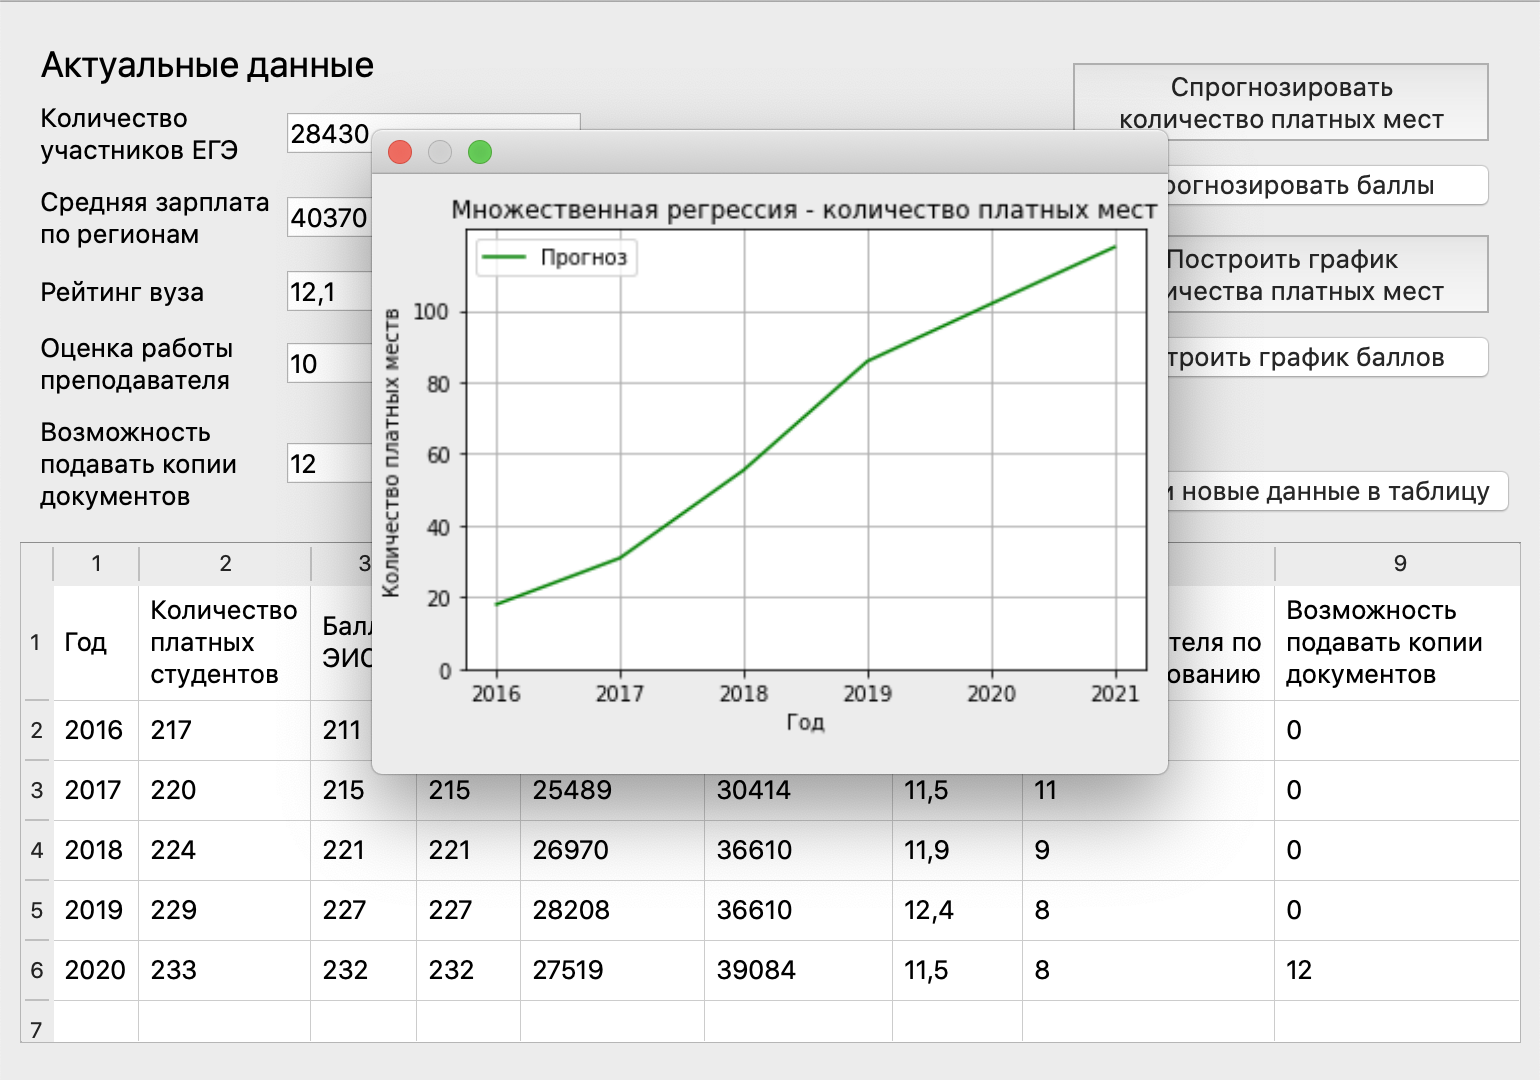 Актуальные данные
Количество
участников ЕГЭ
28430
Средняя зарплата
по регионам
40370
Рейтинг вуза
12,1
Оценка работы
преподавателя
10
Возможность
подавать копии
документов
12
Спрогнозировать
количество платных мест
рогнозировать баллы
Построить график
ичества платных мест
троить график баллов
и новые данные в таблицу
Множественная регрессия - количество платных мест
Прогноз
Количество платных меств
100
80
60
40
20
0
2016 2017 2018 2019 2020 2021
Год
1 2 3 9
1 Год Количество платных студентов Возможность подавать копии документов
ЭИС
теля по
ованию
2 2016 217 211 0
3 2017 220 215 215 25489 30414 11,5 11 0
4 2018 224 221 221 26970 36610 11,9 9 0
5 2019 229 227 227 28208 36610 12,4 8 0
6 2020 233 232 232 27519 39084 11,5 8 12
7